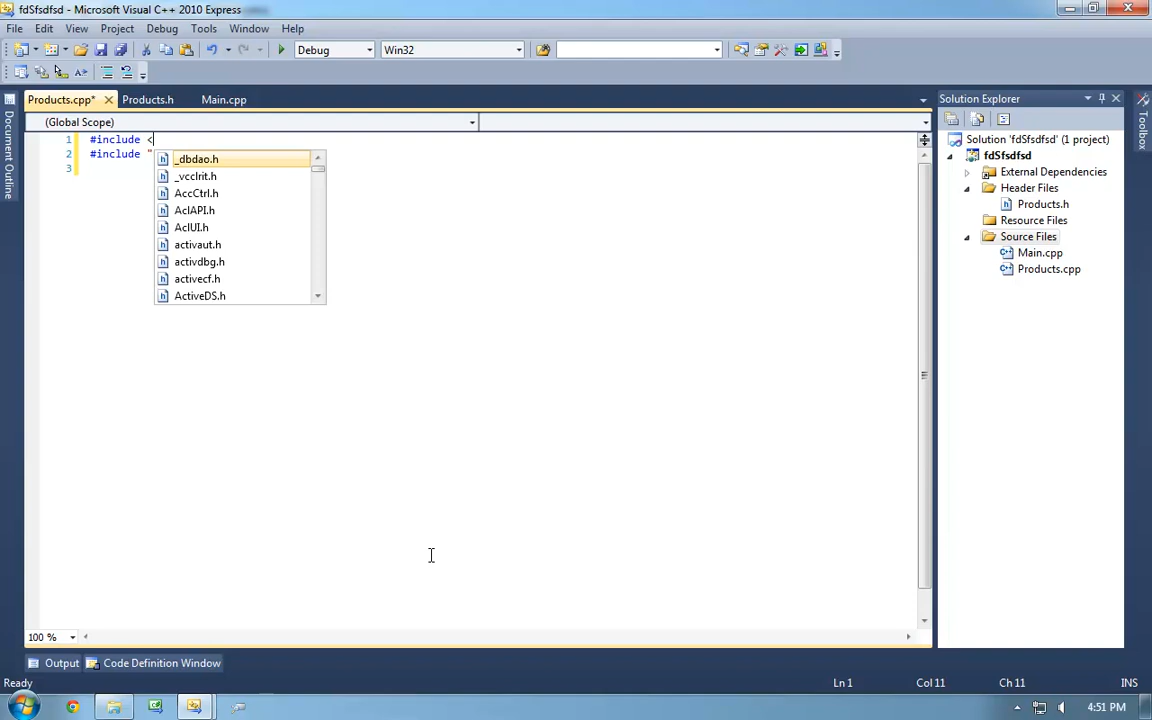 fdSfsdfsd - Microsoft Visual C++ 2010 Express
File Edit View Project Debug Tools Window Help
Debug Win32
Products.cpp* Products.h Main.cpp
(Global Scope)
1 #include <
2 #include "
3
_dbdao.h
_vcclrit.h
AccCtrl.h
AclAPI.h
AclUI.h
activaut.h
activdbg.h
activecf.h
ActiveDS.h
Document Outline
Solution Explorer
Solution 'fdSfsdfsd' (1 project)
fdSfsdfsd
External Dependencies
Header Files
Products.h
Resource Files
Source Files
Main.cpp
Products.cpp
Toolbox
100 %
Output Code Definition Window
Ready Ln 1 Col 11 Ch 11 INS
4:51 PM